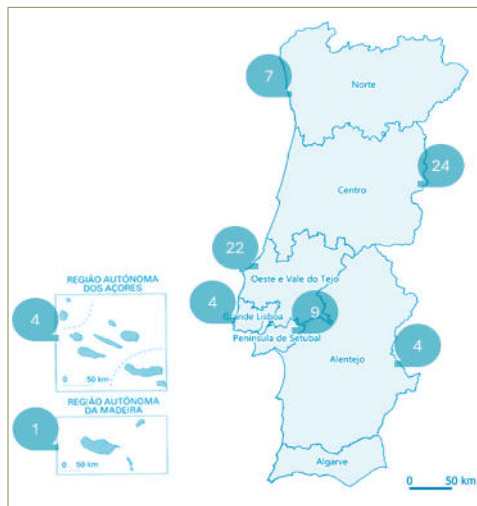 7
Norte
24
Centro
22
Oeste e Vale do Tejo
REGIÃO AUTÓNOMA
DOS AÇORES
4
4
9
Grande Lisboa
Península de Setúbal
Alentejo
4
0 50 km
REGIÃO AUTÓNOMA
DA MADEIRA
1
0 50 km
Algarve
0 50 km